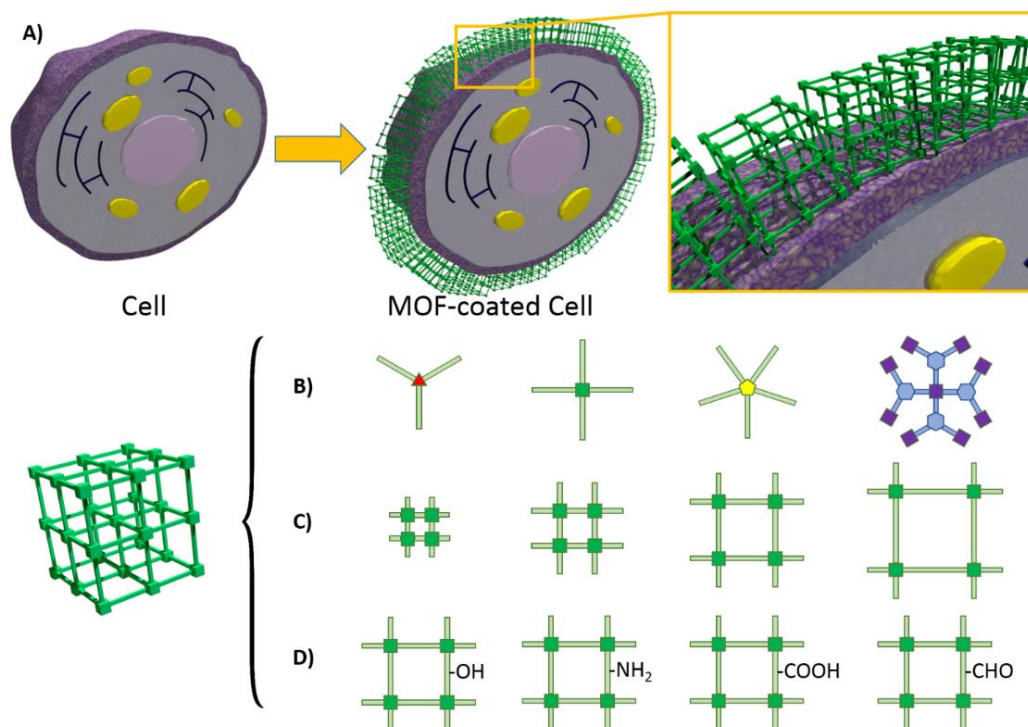 A)
Cell
MOF-coated Cell
B)
C)
D)
-OH
-NH₂
-COOH
-CHO